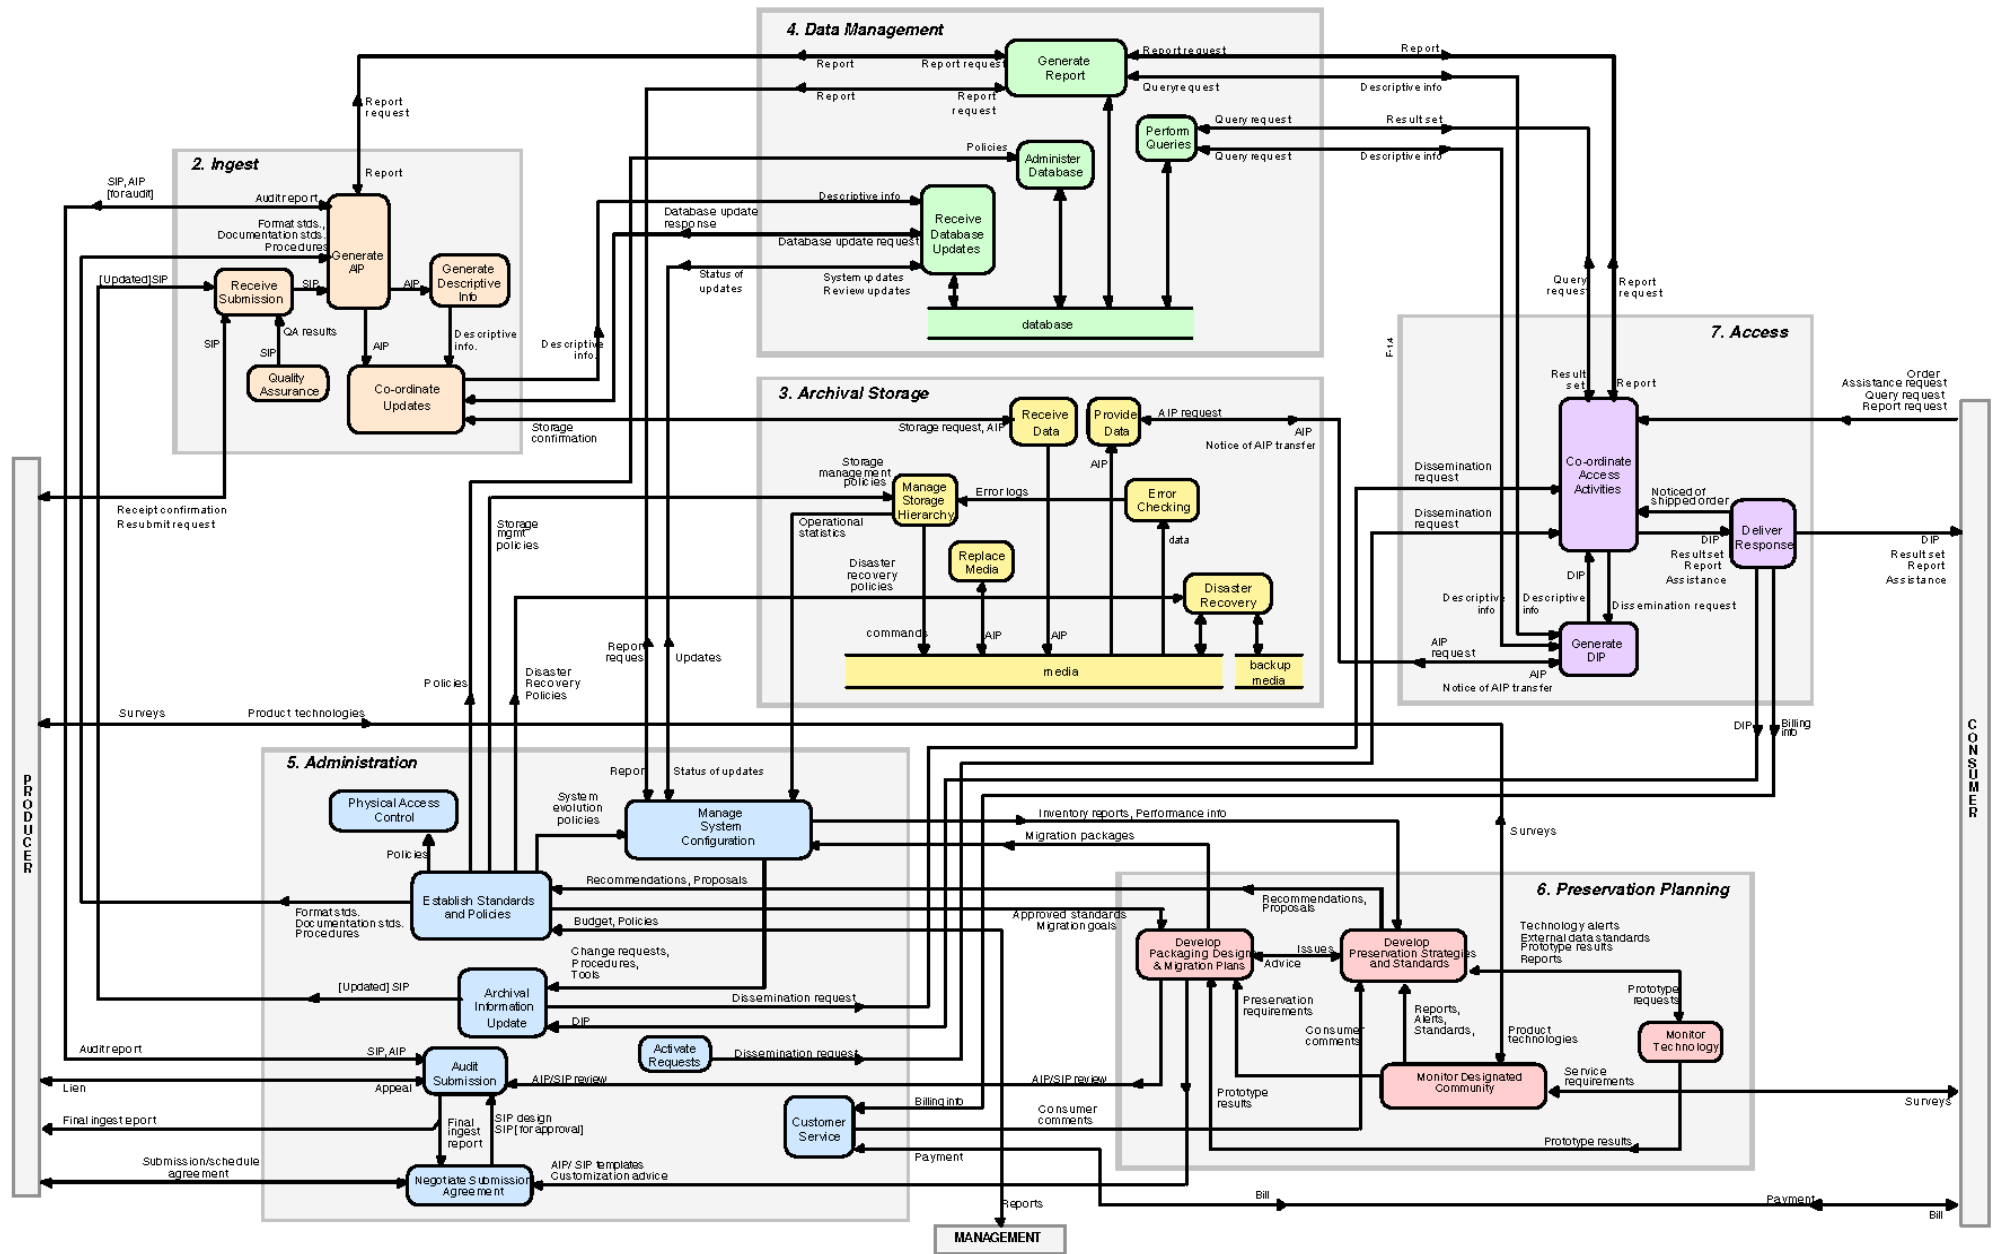 4. Data Management
Generate
Report
Report
Report request
Report
Report
request
Report request
Report
Query request
Descriptive info
Report
request
Report
Perform
Queries
Query request
Result set
Query request
Descriptive info
Policies
Administer
Database
Descriptive info
Receive
Database
Updates
Database update
response
Database update request
Status of
updates
System updates
Review updates
database
2. Ingest
SIP, AIP
[for audit]
Audit report
Format stds.,
Documentation stds.
Procedures
Generate
AIP
[Updated] SIP
Receive
Submission
SIP
AIP
Generate
Descriptive
Info
SIP
QA results
SIP
AIP
Descriptive
info.
Descriptive
info.
Quality
Assurance
Co-ordinate
Updates
Storage
confirmation
Receipt confirmation
Resubmit request
3. Archival Storage
Receive
Data
Provide
Data
Storage request, AIP
AIP request
AIP
Notice of AIP transfer
Storage
management
policies
AIP
Manage
Storage
Hierarchy
Error logs
Error
Checking
Operational
statistics
Storage
mgmt
policies
data
Replace
Media
Disaster
recovery
policies
Disaster
Recovery
commands
AIP
AIP
media
backup
media
F-1.4
7. Access
Query
request
Report
request
Result
set
Report
Order
Assistance request
Query request
Report request
Co-ordinate
Access
Activities
Dissemination
request
Dissemination
request
Noticed of
shipped order
Deliver
Response
DIP
Result set
Report
Assistance
DIP
Result set
Report
Assistance
DIP
Descriptive
info
Descriptive
info
Dissemination request
Generate
DIP
AIP
request
AIP
Notice of AIP transfer
DIP
Billing
info
Report
reques
Updates
Policies
Disaster
Recovery
Policies
Surveys
Product technologies
PRODUCER
CONSUMER
5. Administration
Repor
Status of updates
Physical Access
Control
System
evolution
policies
Manage
System
Configuration
Inventory reports, Performance info
Migration packages
Surveys
Policies
Establish Standards
and Policies
Recommendations, Proposals
Format stds.
Documentation stds.
Procedures
Budget, Policies
Approved standards
Migration goals
Change requests,
Procedures,
Tools
[Updated] SIP
Archival
Information
Update
Dissemination request
DIP
Audit report
SIP, AIP
Audit
Submission
Activate
Requests
Dissemination request
Lien
Appeal
AIP/SIP review
AIP/SIP review
Final ingest report
Final
ingest
report
SIP design
SIP [for approval]
Billing info
Customer
Service
Consumer
comments
Payment
Submission/schedule
agreement
Negotiate Submission
Agreement
AIP/ SIP templates
Customization advice
6. Preservation Planning
Recommendations,
Proposals
Technology alerts
External data standards
Prototype results
Reports
Develop
Packaging Design
& Migration Plans
Issues
Advice
Develop
Preservation Strategies
and Standards
Prototype
requests
Preservation
requirements
Consumer
comments
Reports,
Alerts,
Standards,
Product
technologies
Monitor
Technology
Monitor Designated
Community
Service
requirements
Surveys
Prototype
results
Prototype results
Bill
Payment
Bill
Reports
MANAGEMENT